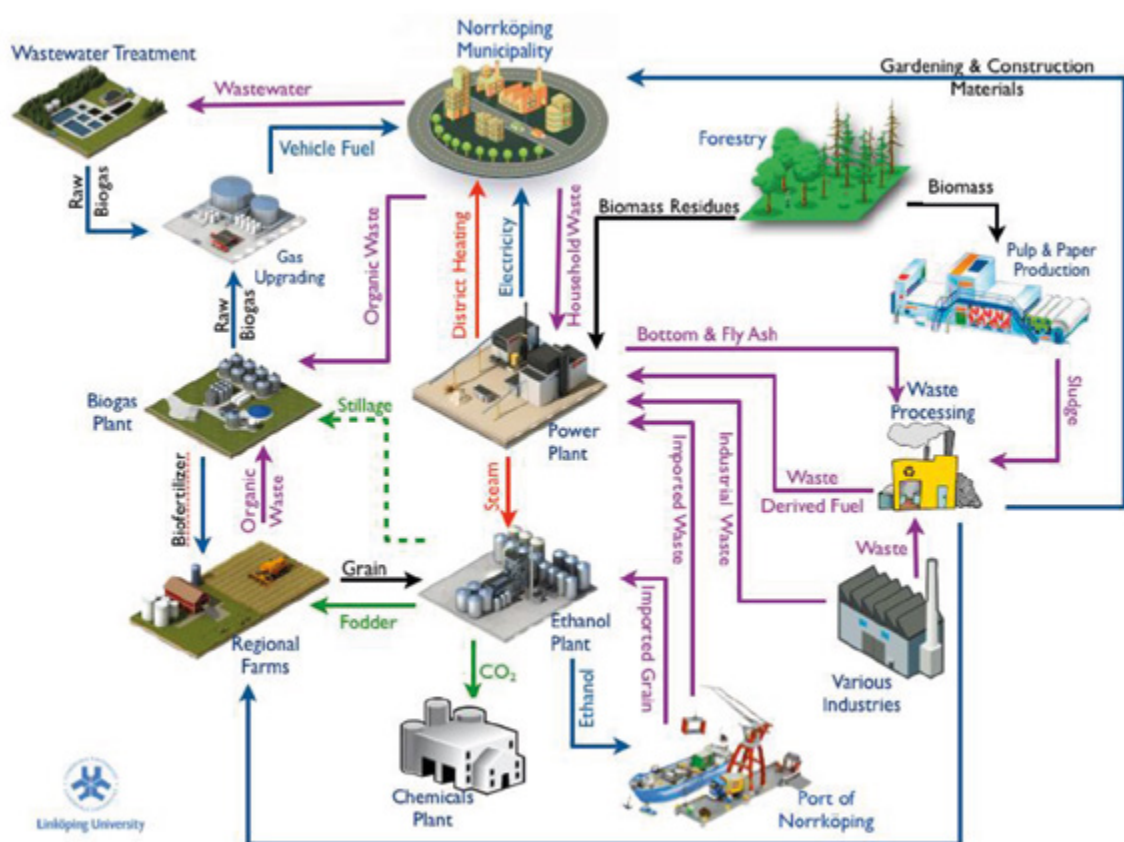 Norrköping
Municipality
Wastewater Treatment
Wastewater
Gardening & Construction
Materials
Vehicle Fuel
Forestry
Raw
Biogas
Biomass
Biomass Residues
Gas
Upgrading
Organic Waste
District Heating
Electricity
Household Waste
Pulp & Paper
Production
Raw
Biogas
Bottom & Fly Ash
Sludge
Waste
Processing
Biogas
Plant
Stillage
Power
Plant
Imported Waste
Industrial Waste
Waste
Derived Fuel
Biofertilizer
Organic
Waste
Steam
Waste
Grain
Fodder
Ethanol
Plant
Imported Grain
Regional
Farms
CO₂
Ethanol
Various
Industries
Chemicals
Plant
Port of
Norrköping
Linköping University